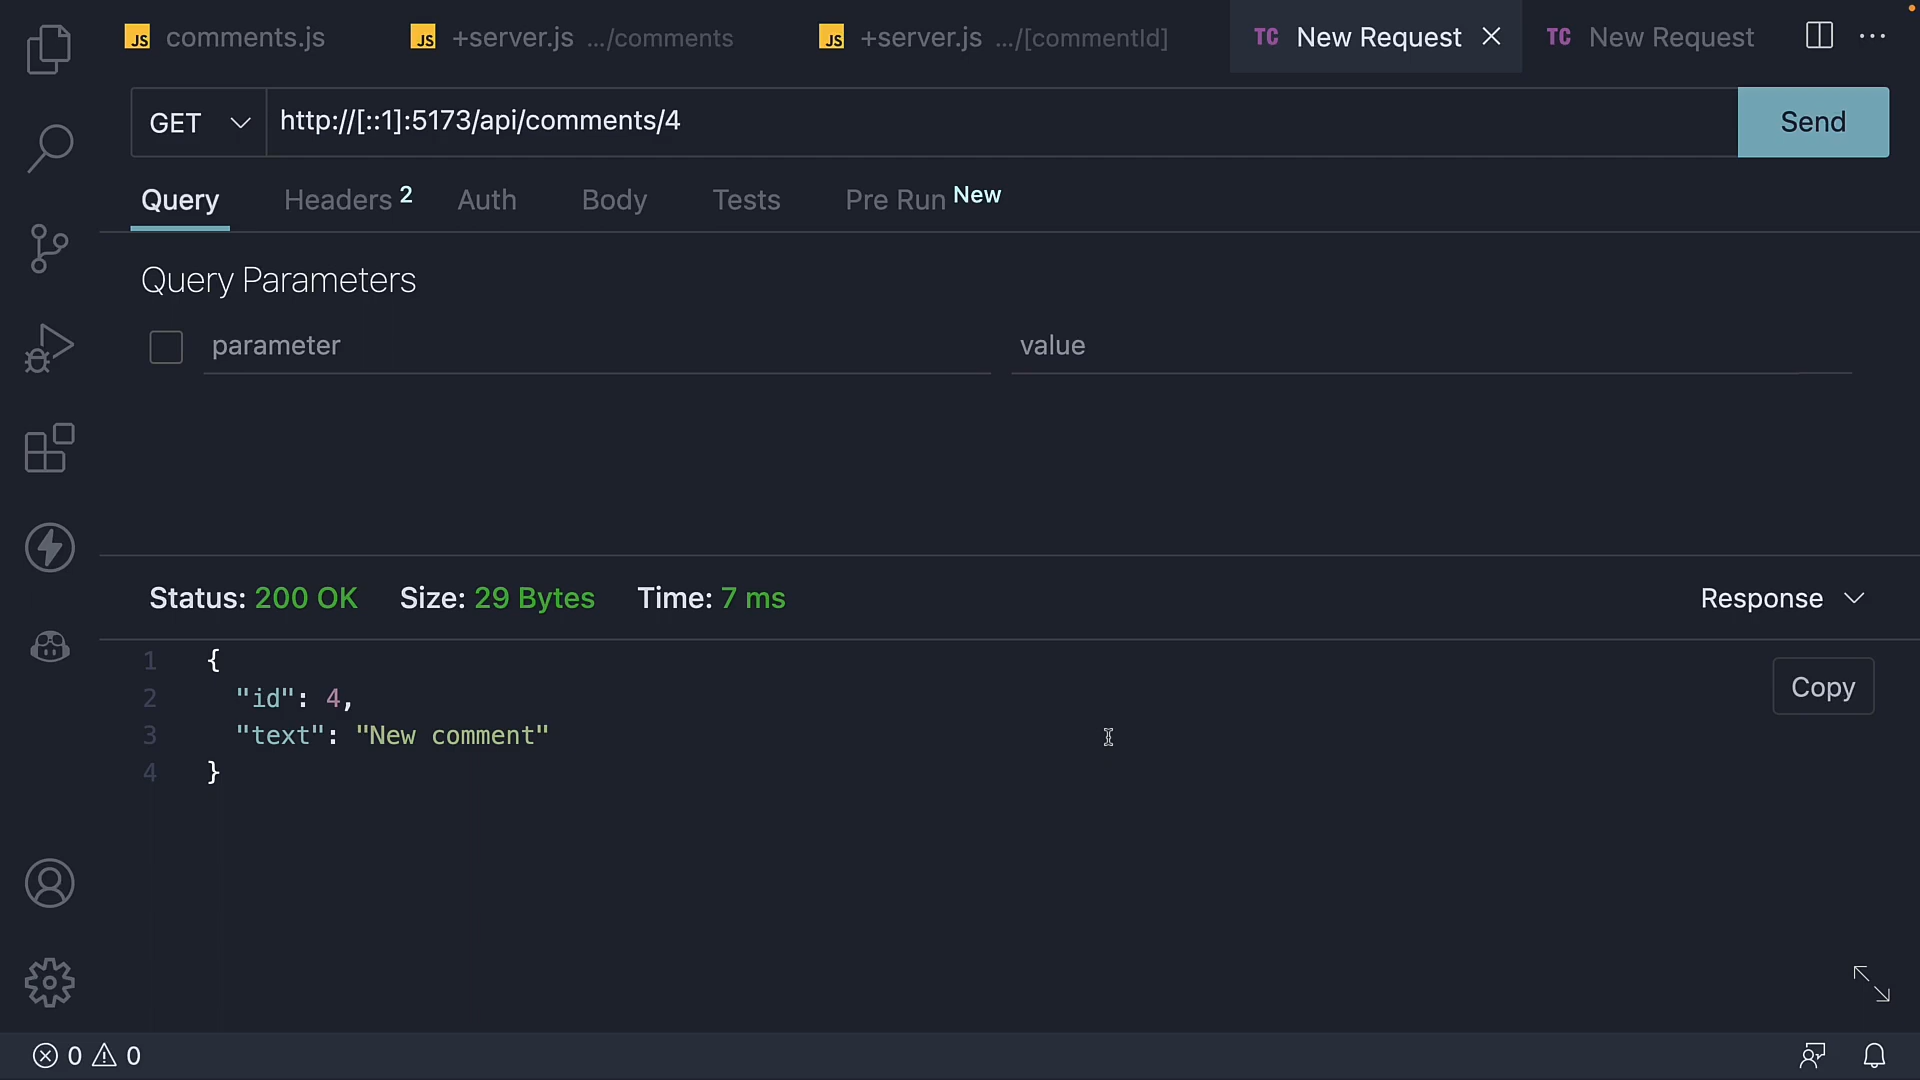 JS comments.js JS +server.js .../comments JS +server.js .../[commentId] TC New Request TC New Request
GET http://[::1]:5173/api/comments/4 Send
Query Headers 2 Auth Body Tests Pre Run New
Query Parameters
parameter value
Status: 200 OK Size: 29 Bytes Time: 7 ms Response
1 {
2 "id": 4,
3 "text": "New comment"
4 }
Copy
0 0